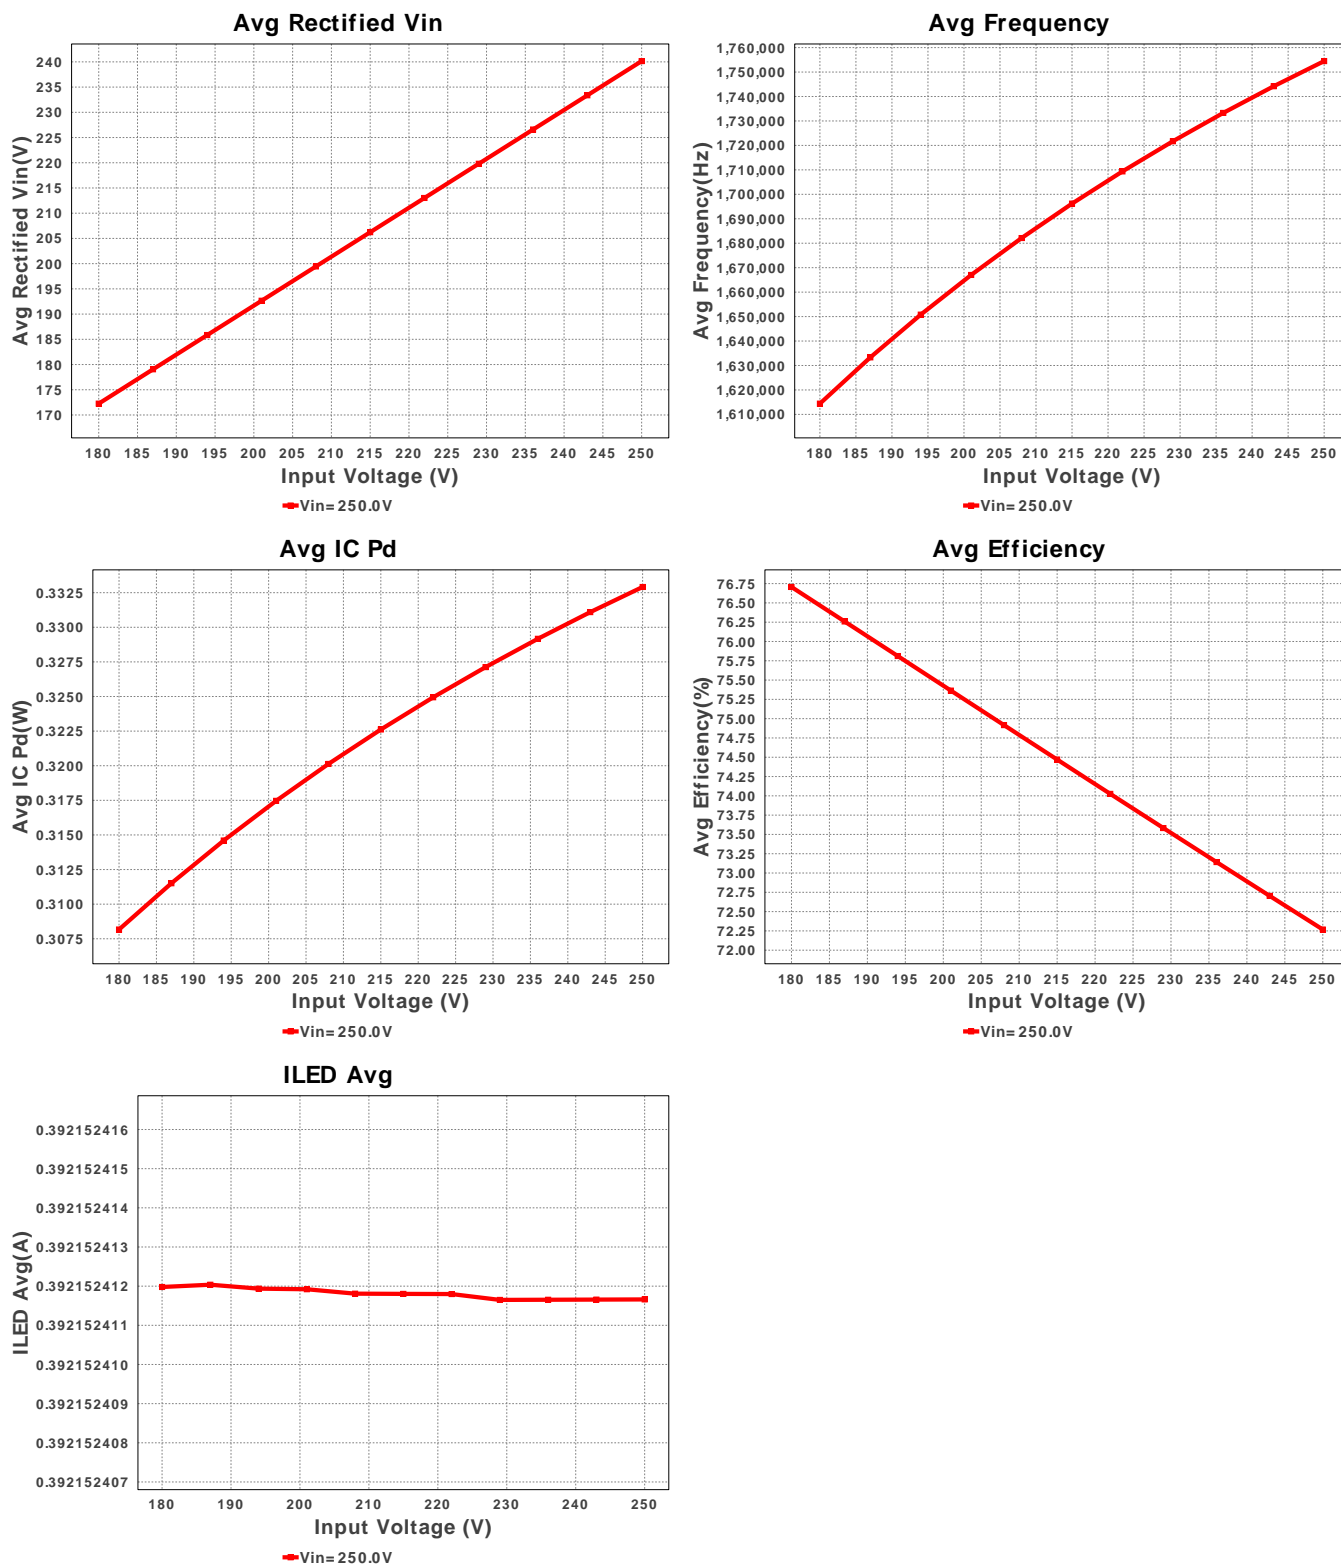 Avg Rectified Vin
240
235
230
225
220
215
210
205
200
195
190
185
180
175
170
Avg Rectified Vin(V)
180 185 190 195 200 205 210 215 220 225 230 235 240 245 250
Input Voltage (V)
Vin=250.0V
Avg Frequency
1,760,000
1,750,000
1,740,000
1,730,000
1,720,000
1,710,000
1,700,000
1,690,000
1,680,000
1,670,000
1,660,000
1,650,000
1,640,000
1,630,000
1,620,000
1,610,000
Avg Frequency(Hz)
180 185 190 195 200 205 210 215 220 225 230 235 240 245 250
Input Voltage (V)
Vin=250.0V
Avg IC Pd
0.3325
0.3300
0.3275
0.3250
0.3225
0.3200
0.3175
0.3150
0.3125
0.3100
0.3075
Avg IC Pd(W)
180 185 190 195 200 205 210 215 220 225 230 235 240 245 250
Input Voltage (V)
Vin=250.0V
Avg Efficiency
76.75
76.50
76.25
76.00
75.75
75.50
75.25
75.00
74.75
74.50
74.25
74.00
73.75
73.50
73.25
73.00
72.75
72.50
72.25
72.00
Avg Efficiency(%)
180 185 190 195 200 205 210 215 220 225 230 235 240 245 250
Input Voltage (V)
Vin=250.0V
ILED Avg
0.392152416
0.392152415
0.392152414
0.392152413
0.392152412
0.392152411
0.392152410
0.392152409
0.392152408
0.392152407
ILED Avg(A)
180 190 200 210 220 230 240 250
Input Voltage (V)
Vin=250.0V